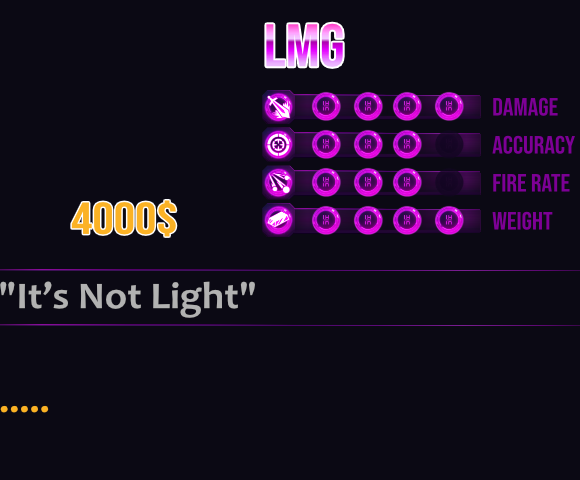 LMG
DAMAGE
ACCURACY
FIRE RATE
WEIGHT
4000$
"It's Not Light"
.....